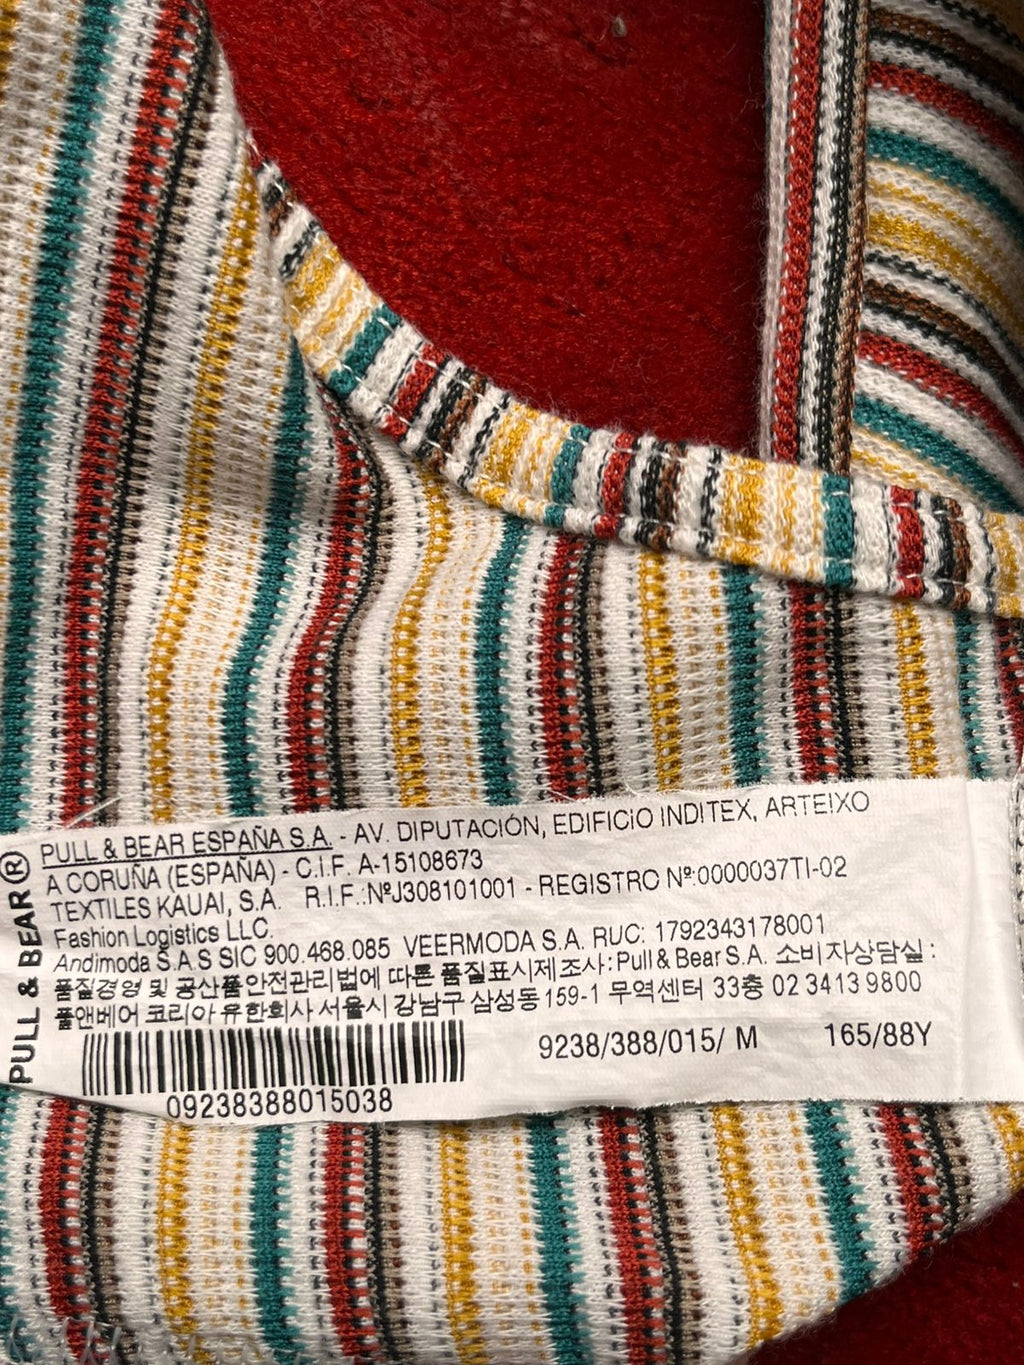 PULL & BEAR®
PULL & BEAR ESPAÑA S.A. - AV. DIPUTACIÓN, EDIFICIO INDITEX, ARTEIXO
A CORUÑA (ESPAÑA) - C.I.F. A-15108673
TEXTILES KAUAI, S.A. R.I.F.:NºJ308101001 - REGISTRO Nº:0000037TI-02
Fashion Logistics LLC.
Andimoda S.A.S SIC 900.468.085 VEERMODA S.A. RUC: 1792343178001
품질경영 및 공산품안전관리법에 따른 품질표시제조사:Pull & Bear S.A. 소비자상담실 :
풀앤베어 코리아 유한회사 서울시 강남구 삼성동 159-1 무역센터 33층 02 3413 9800
9238/388/015/ M 165/88Y
09238388015038